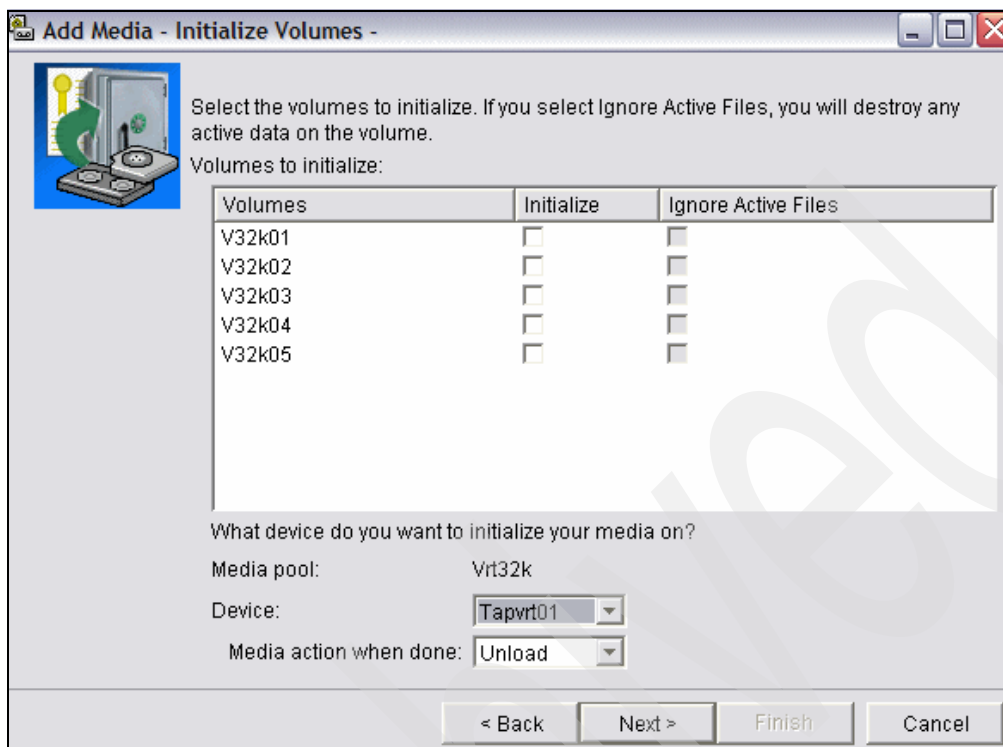 Add Media - Initialize Volumes -
Select the volumes to initialize. If you select Ignore Active Files, you will destroy any
active data on the volume.
Volumes to initialize:
Volumes Initialize Ignore Active Files
V32k01
V32k02
V32k03
V32k04
V32k05
What device do you want to initialize your media on?
Media pool: Vrt32k
Device: Tapvrt01
Media action when done: Unload
< Back Next > Finish Cancel